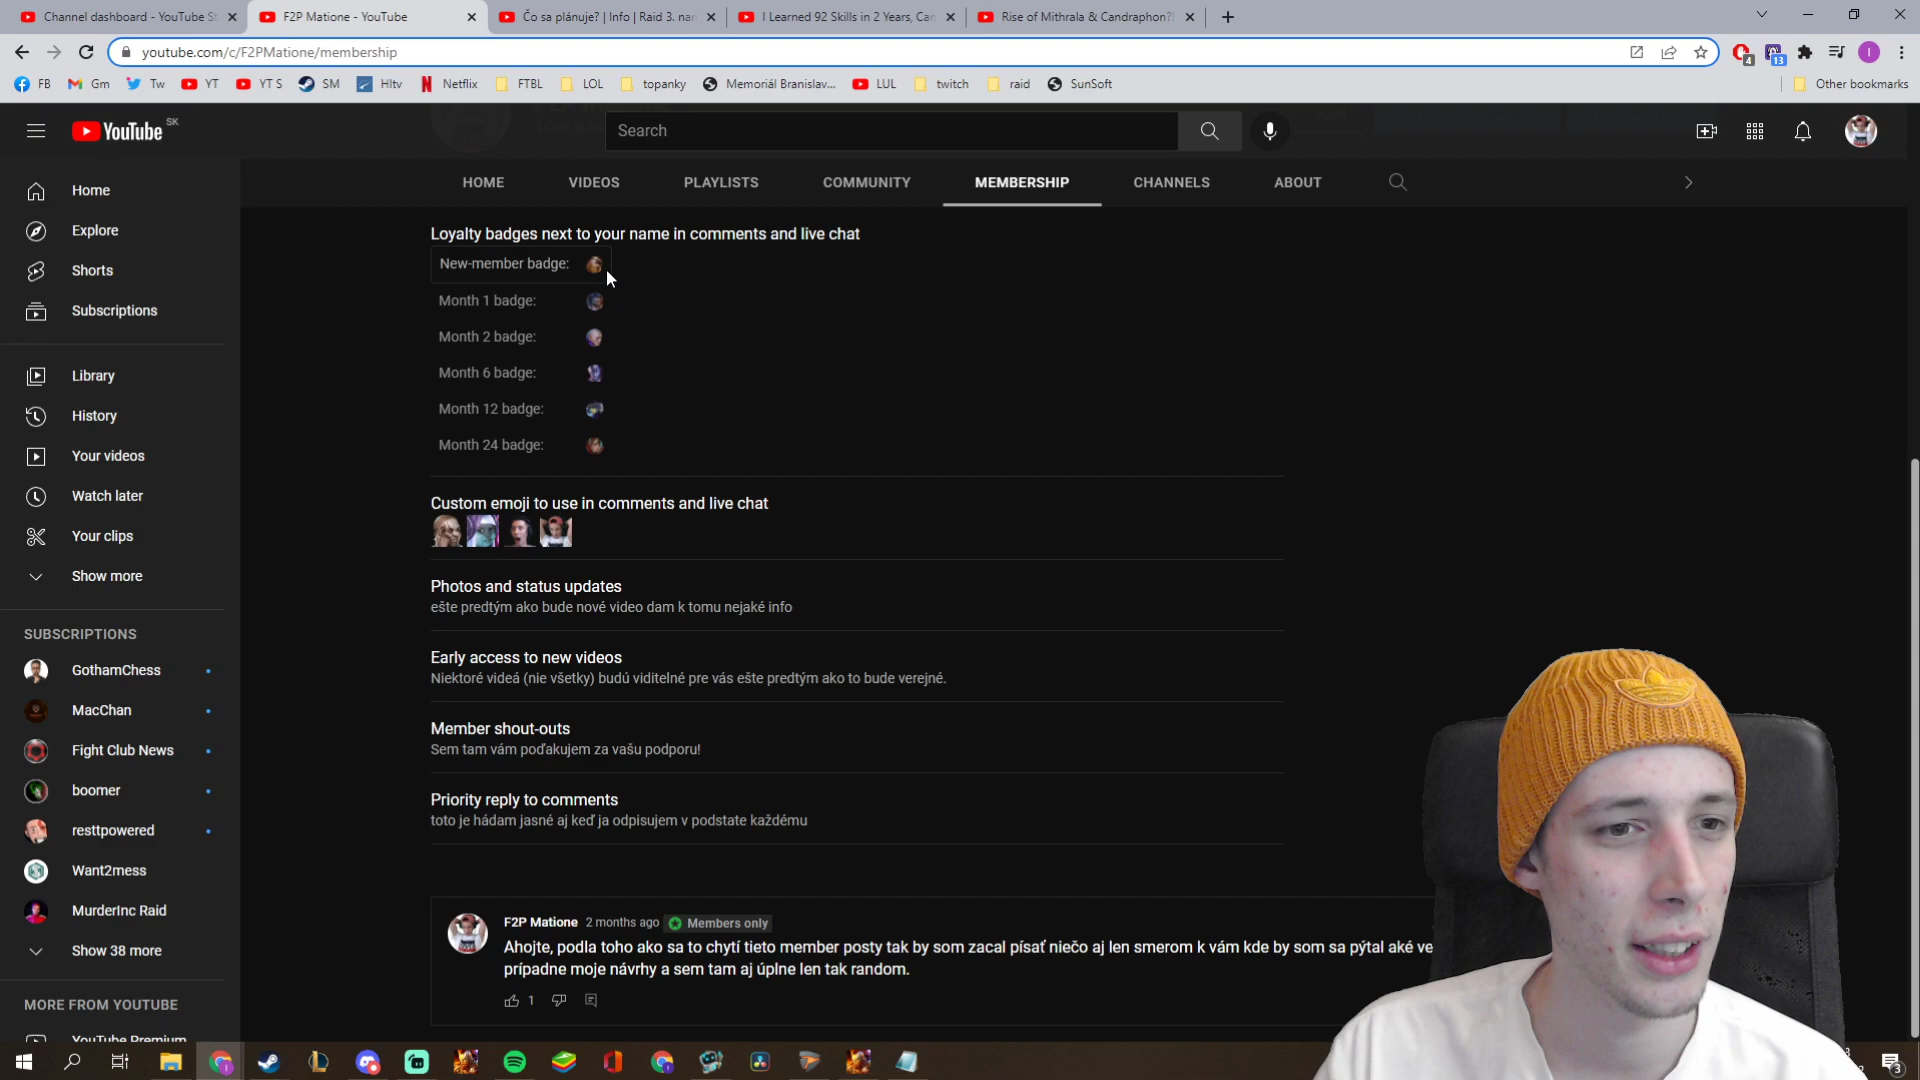 Channel dashboard - YouTube St
F2P Matione - YouTube
Čo sa plánuje? | Info | Raid 3. nar
I Learned 92 Skills in 2 Years, Can
Rise of Mithrala & Candraphon?!
youtube.com/c/F2PMatione/membership
4
13
I
FB
Gm
Tw
YT
YT S
SM
Hltv
Netflix
FTBL
LOL
topanky
Memoriál Branislav...
LUL
twitch
raid
SunSoft
Other bookmarks
YouTube SK
Search
HOME
VIDEOS
PLAYLISTS
COMMUNITY
MEMBERSHIP
CHANNELS
ABOUT
Home
Explore
Shorts
Subscriptions
Library
History
Your videos
Watch later
Your clips
Show more
SUBSCRIPTIONS
GothamChess
MacChan
Fight Club News
boomer
resttpowered
Want2mess
MurderInc Raid
Show 38 more
MORE FROM YOUTUBE
YouTube Premium
Loyalty badges next to your name in comments and live chat
New-member badge:
Month 1 badge:
Month 2 badge:
Month 6 badge:
Month 12 badge:
Month 24 badge:
Custom emoji to use in comments and live chat
Photos and status updates
ešte predtým ako bude nové video dam k tomu nejaké info
Early access to new videos
Niektoré videá (nie všetky) budú viditelné pre vás ešte predtým ako to bude verejné.
Member shout-outs
Sem tam vám poďakujem za vašu podporu!
Priority reply to comments
toto je hádam jasné aj keď ja odpisujem v podstate každému
F2P Matione 2 months ago Members only
Ahojte, podla toho ako sa to chytí tieto member posty tak by som zacal písať niečo aj len smerom k vám kde by som sa pýtal aké ve
prípadne moje návrhy a sem tam aj úplne len tak random.
1
3